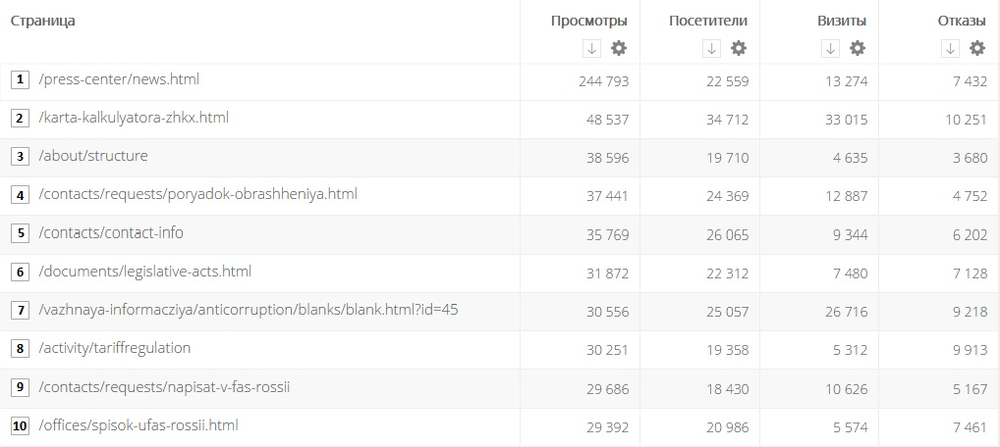 Страница Просмотры Посетители Визиты Отказы
1 /press-center/news.html 244 793 22 559 13 274 7 432
2 /karta-kalkulyatora-zhkx.html 48 537 34 712 33 015 10 251
3 /about/structure 38 596 19 710 4 635 3 680
4 /contacts/requests/poryadok-obrashheniya.html 37 441 24 369 12 887 4 752
5 /contacts/contact-info 35 769 26 065 9 344 6 202
6 /documents/legislative-acts.html 31 872 22 312 7 480 7 128
7 /vazhnaya-informacziya/anticorruption/blanks/blank.html?id=45 30 556 25 057 26 716 9 218
8 /activity/tariffregulation 30 251 19 358 5 312 9 913
9 /contacts/requests/napisat-v-fas-rossii 29 686 18 430 10 626 5 167
10 /offices/spisok-ufas-rossii.html 29 392 20 986 5 574 7 461